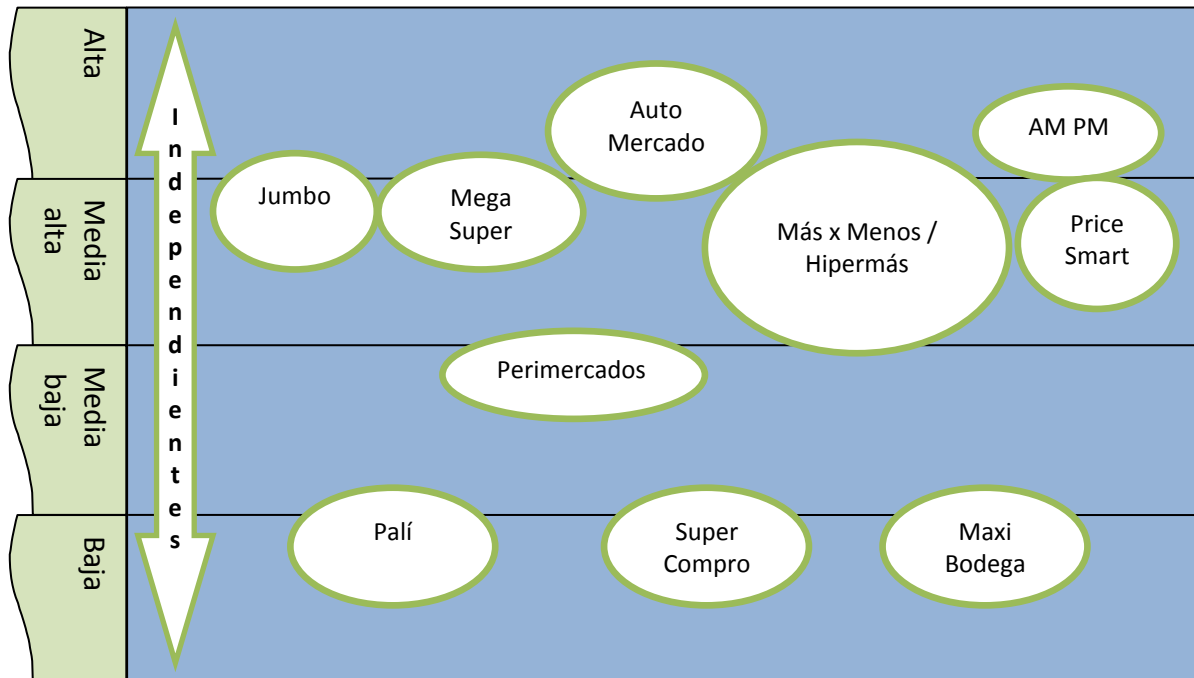 Alta
Media
alta
Media
baja
Baja
Independientes
Jumbo
Mega
Super
Auto
Mercado
Más x Menos /
Hipermás
AM PM
Price
Smart
Perimercados
Palí
Super
Compro
Maxi
Bodega